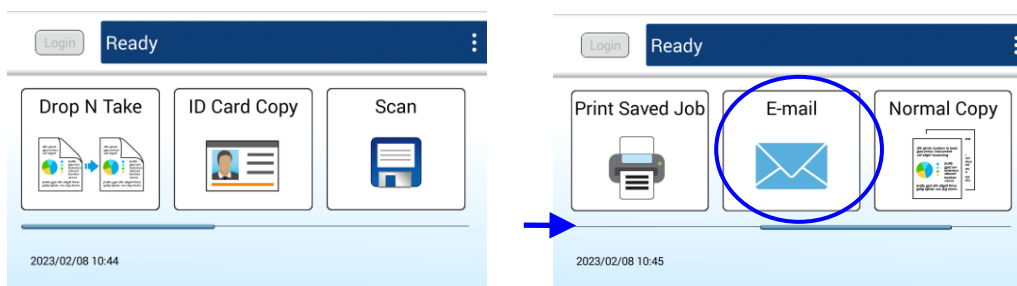 Login Ready
Drop N Take ID Card Copy Scan
2023/02/08 10:44
Login Ready
Print Saved Job E-mail Normal Copy
2023/02/08 10:45